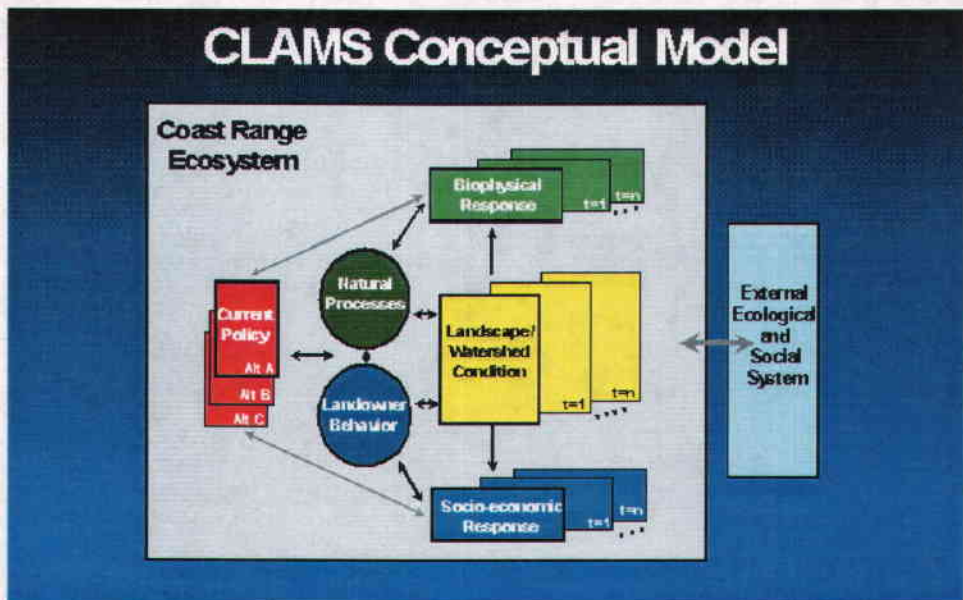 CLAMS Conceptual Model
Coast Range
Ecosystem
Biophysical
Response
t=1
t=n
...
Natural
Processes
Current
Policy
Alt A
Alt B
Alt C
Landscape/
Watershed
Condition
t=1
t=n
....
Landowner
Behavior
Socio-economic
Response
t=1
t=n
...
External
Ecological
and
Social
System